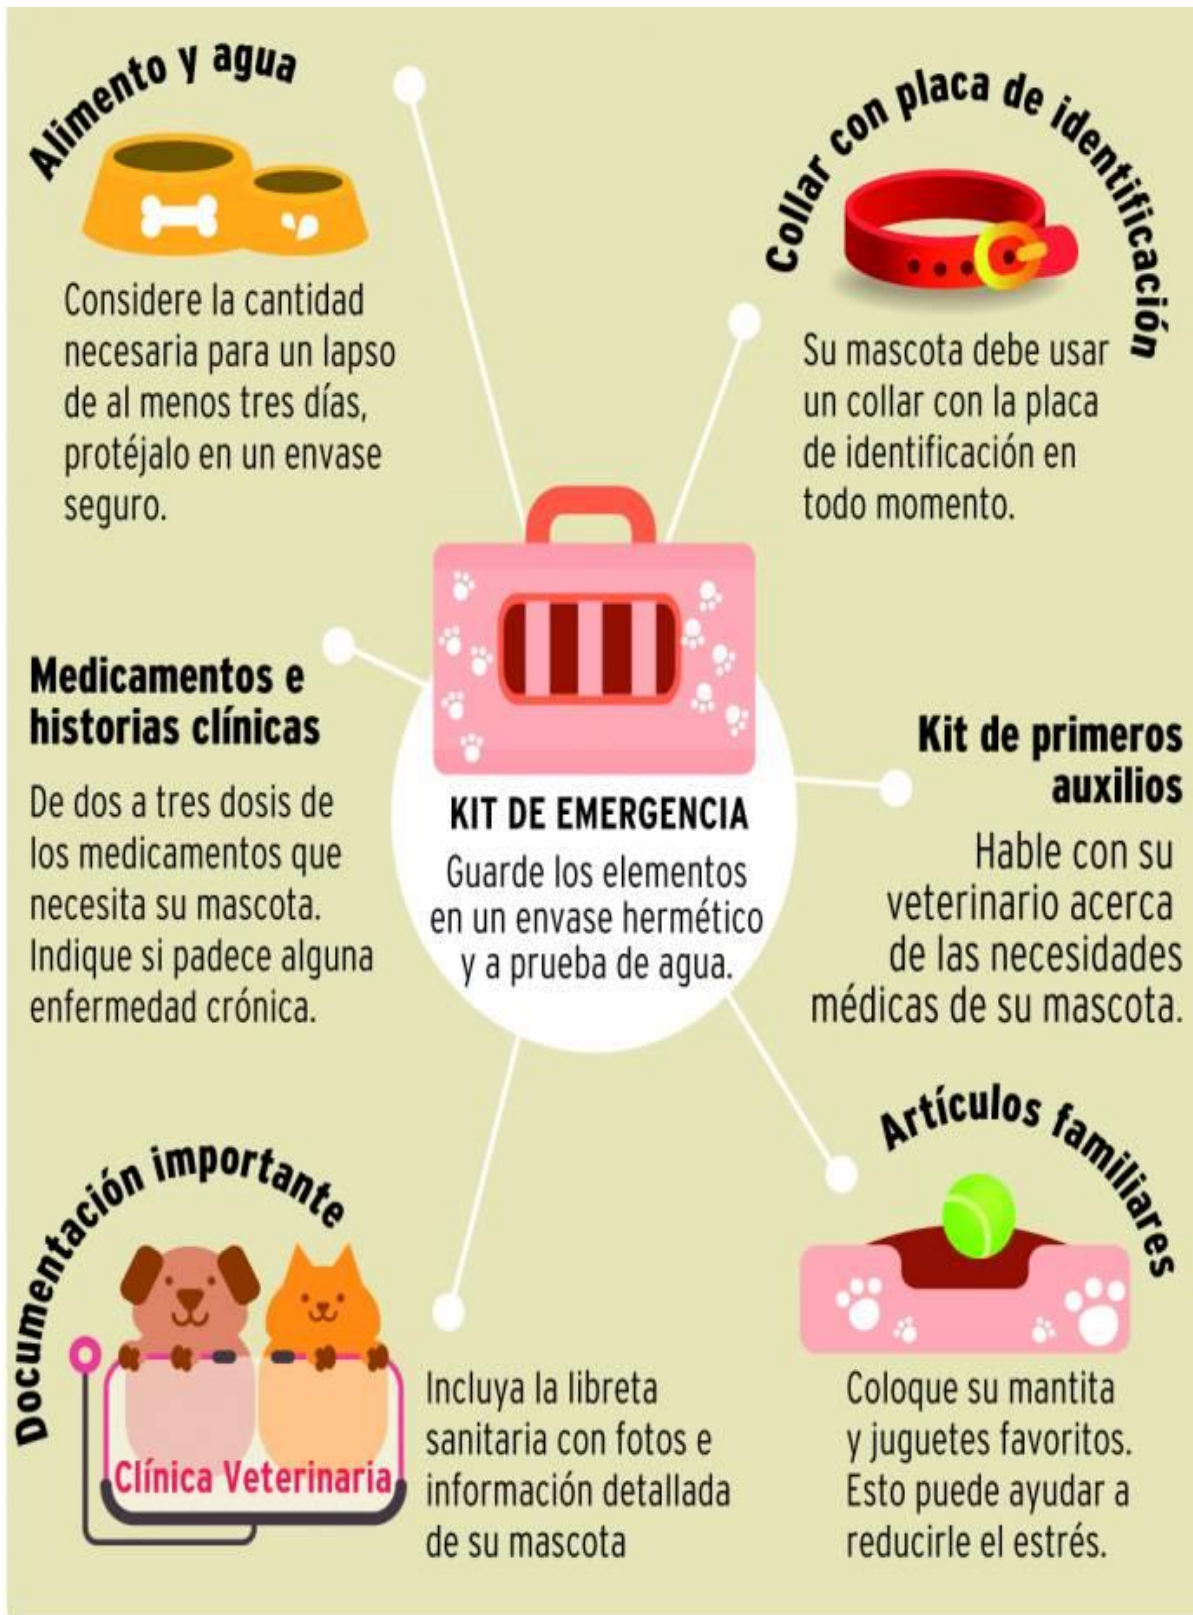 Alimento y agua
Considere la cantidad
necesaria para un lapso
de al menos tres días,
protéjalo en un envase
seguro.
Collar con placa de identificación
Su mascota debe usar
un collar con la placa
de identificación en
todo momento.
Medicamentos e
historias clínicas
De dos a tres dosis de
los medicamentos que
necesita su mascota.
Indique si padece alguna
enfermedad crónica.
KIT DE EMERGENCIA
Guarde los elementos
en un envase hermético
y a prueba de agua.
Kit de primeros
auxilios
Hable con su
veterinario acerca
de las necesidades
médicas de su mascota.
Documentación importante
Clínica Veterinaria
Incluya la libreta
sanitaria con fotos e
información detallada
de su mascota
Artículos familiares
Coloque su mantita
y juguetes favoritos.
Esto puede ayudar a
reducirle el estrés.